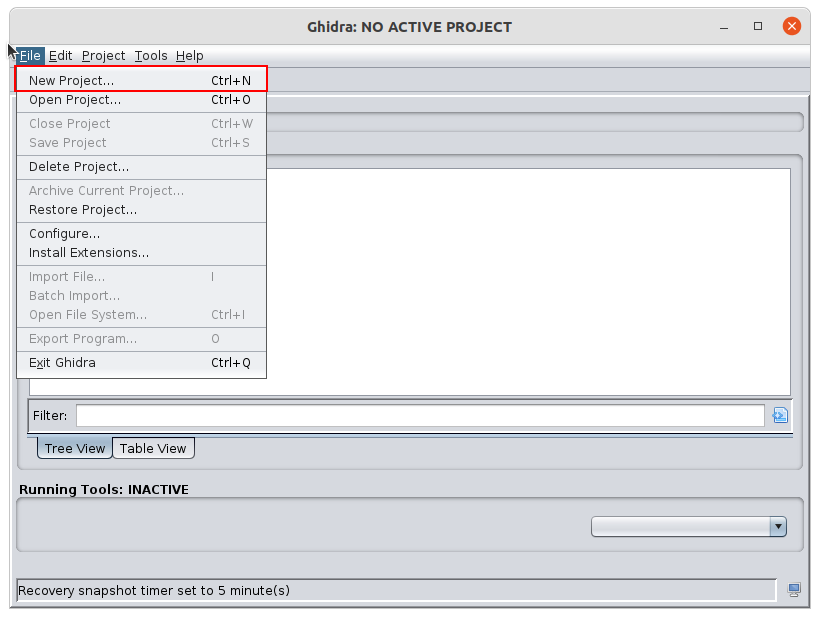 Ghidra: NO ACTIVE PROJECT
File Edit Project Tools Help
New Project... Ctrl+N
Open Project... Ctrl+O
Close Project Ctrl+W
Save Project Ctrl+S
Delete Project...
Archive Current Project...
Restore Project...
Configure...
Install Extensions...
Import File... I
Batch Import...
Open File System... Ctrl+I
Export Program... O
Exit Ghidra Ctrl+Q
Filter:
Tree View Table View
Running Tools: INACTIVE
Recovery snapshot timer set to 5 minute(s)